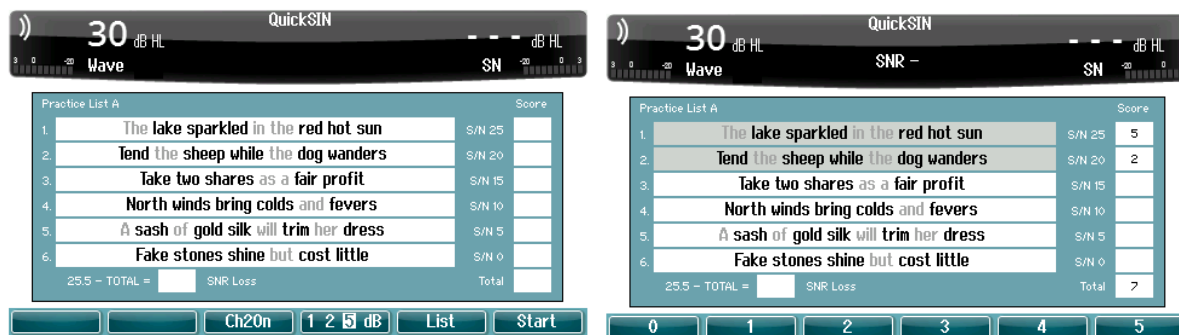 QuickSIN
30 dB HL
- - - dB HL
3 0 -20 Wave
SN -20 0 3
Practice List A Score
1. The lake sparkled in the red hot sun S/N 25
2. Tend the sheep while the dog wanders S/N 20
3. Take two shares as a fair profit S/N 15
4. North winds bring colds and fevers S/N 10
5. A sash of gold silk will trim her dress S/N 5
6. Fake stones shine but cost little S/N 0
25.5 - TOTAL = SNR Loss Total
Ch2On 1 2 5 dB List Start
QuickSIN
30 dB HL
- - - dB HL
SNR -
3 0 -20 Wave
SN -20 0 3
Practice List A Score
1. The lake sparkled in the red hot sun S/N 25 5
2. Tend the sheep while the dog wanders S/N 20 2
3. Take two shares as a fair profit S/N 15
4. North winds bring colds and fevers S/N 10
5. A sash of gold silk will trim her dress S/N 5
6. Fake stones shine but cost little S/N 0
25.5 - TOTAL = SNR Loss Total 7
0 1 2 3 4 5